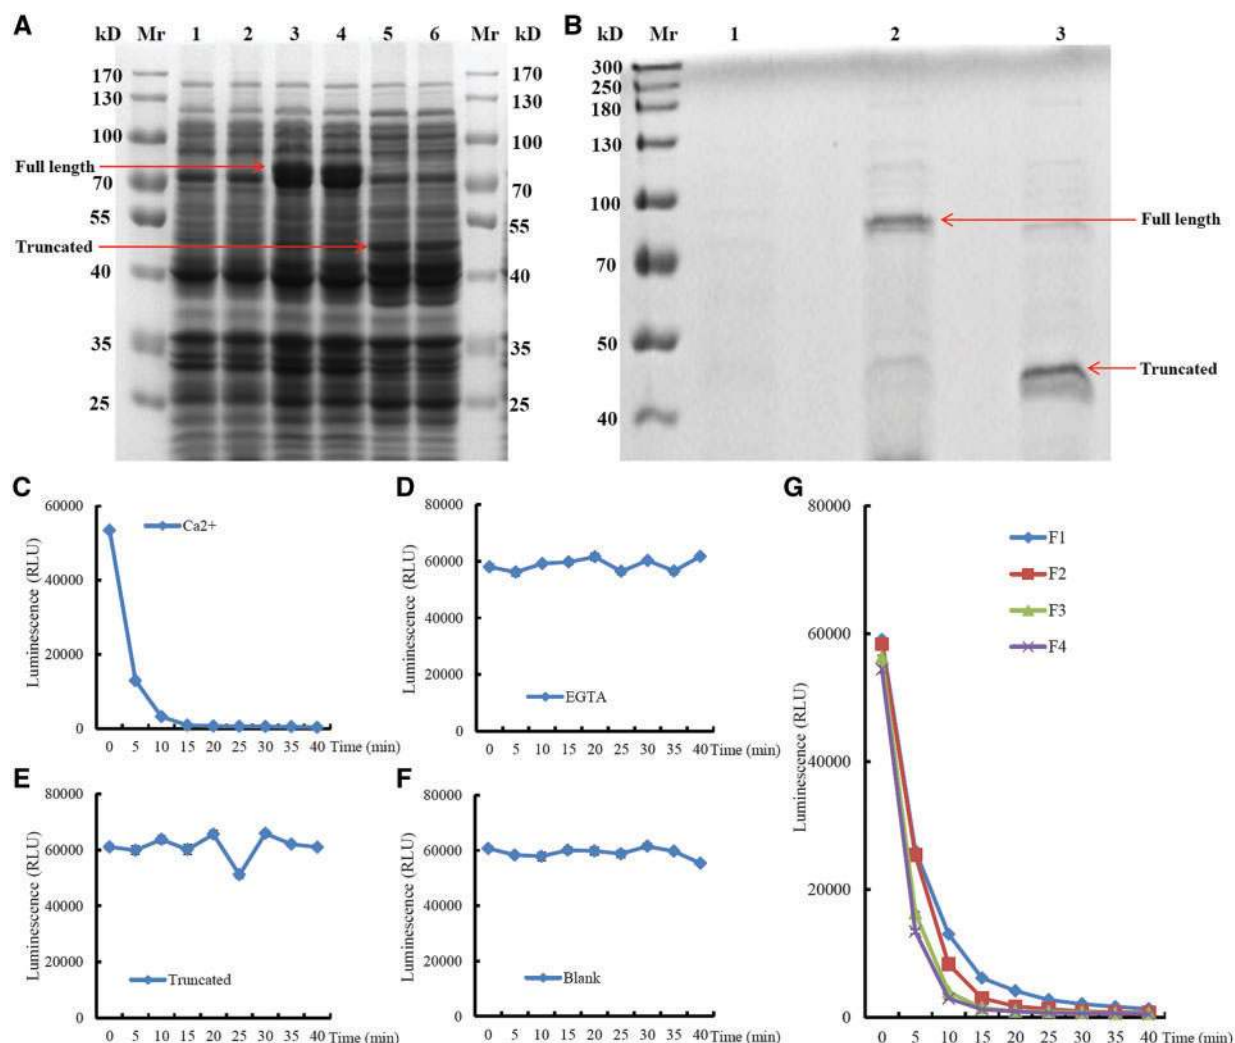 A
kD Mr 1 2 3 4 5 6 Mr kD
170 170
130 130
100 100
Full length
70 70
55 55
Truncated
40 40
35 35
25 25
B
kD Mr 1 2 3
300
250
180
130
100
Full length
70
50
Truncated
40
C
Luminescence (RLU)
60000
40000
20000
0
Ca2+
0 5 10 15 20 25 30 35 40 Time (min)
D
Luminescence (RLU)
80000
60000
40000
20000
0
EGTA
0 5 10 15 20 25 30 35 40 Time (min)
E
Luminescence (RLU)
80000
60000
40000
20000
0
Truncated
0 5 10 15 20 25 30 35 40 Time (min)
F
Luminescence (RLU)
80000
60000
40000
20000
0
Blank
0 5 10 15 20 25 30 35 40 Time (min)
G
Luminescence (RLU)
80000
60000
40000
20000
0
F1
F2
F3
F4
0 5 10 15 20 25 30 35 40 Time (min)